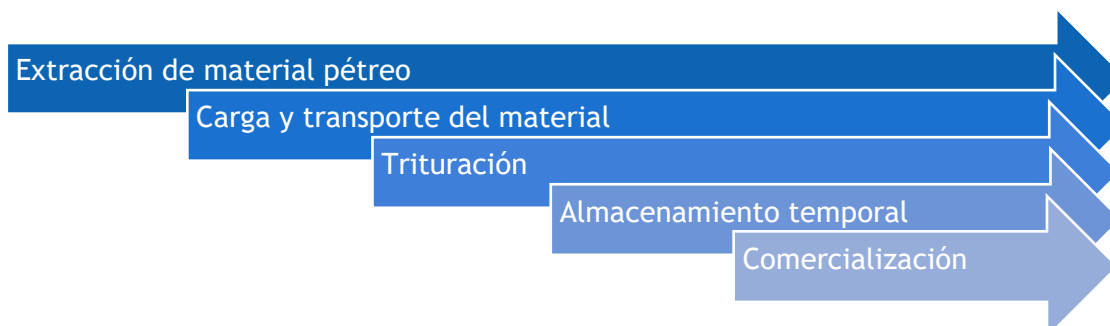 Extracción de material pétreo
Carga y transporte del material
Trituración
Almacenamiento temporal
Comercialización